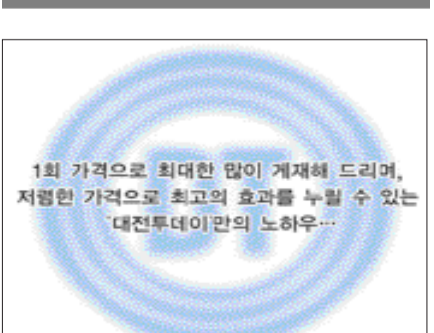 1회 가격으로 최대한 많이 게재해 드리며,
저렴한 가격으로 최고의 효과를 누릴 수 있는
'대전투데이'만의 노하우…
DT